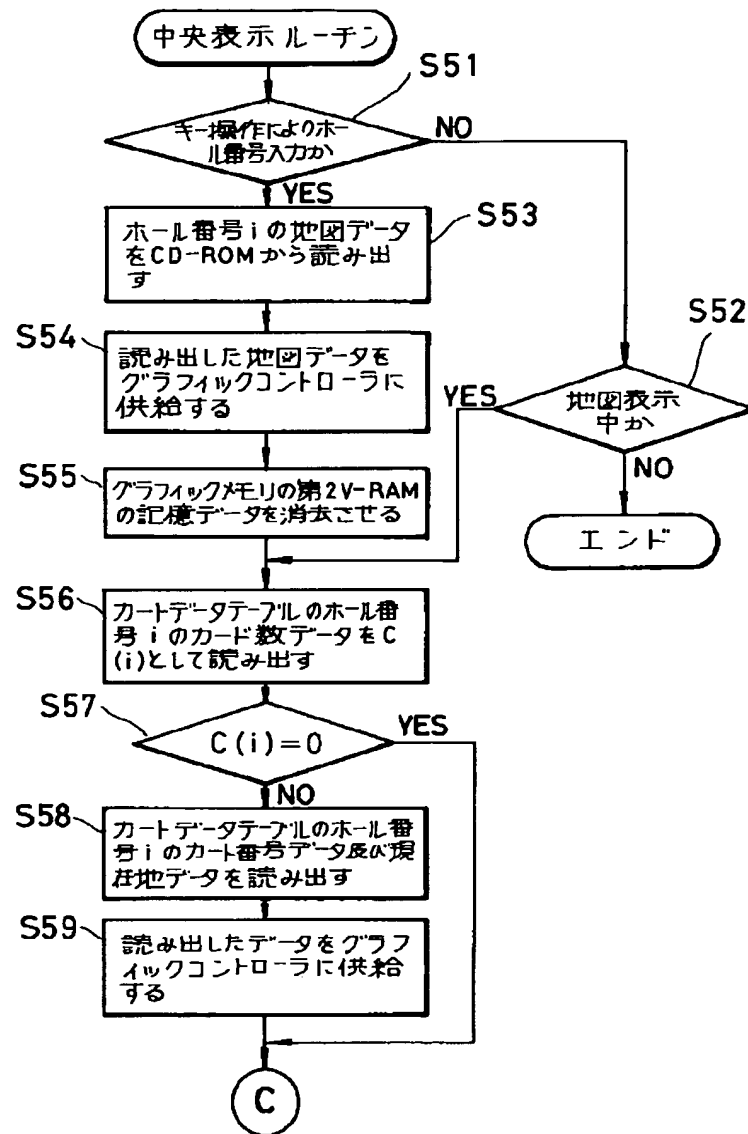 中央表示ルーチン
S51
キー操作によりホー
ル番号入力か
NO
YES
S53
ホール番号iの地図データ
をCD-ROMから読み出
す
S52
S54
読み出した地図データを
グラフィックコントローラに
供給する
YES
地図表示
中か
NO
S55
グラフィックメモリの第2V-RAM
の記憶データを消去させる
エンド
S56
カートデータテーブルのホール番
号iのカード数データをC
(i)として読み出す
S57
YES
C(i)=0
NO
S58
カートデータテーブルのホール番
号iのカート番号データ及び現
在地データを読み出す
S59
読み出したデータをグラフ
ィックコントローラに供給
する
C